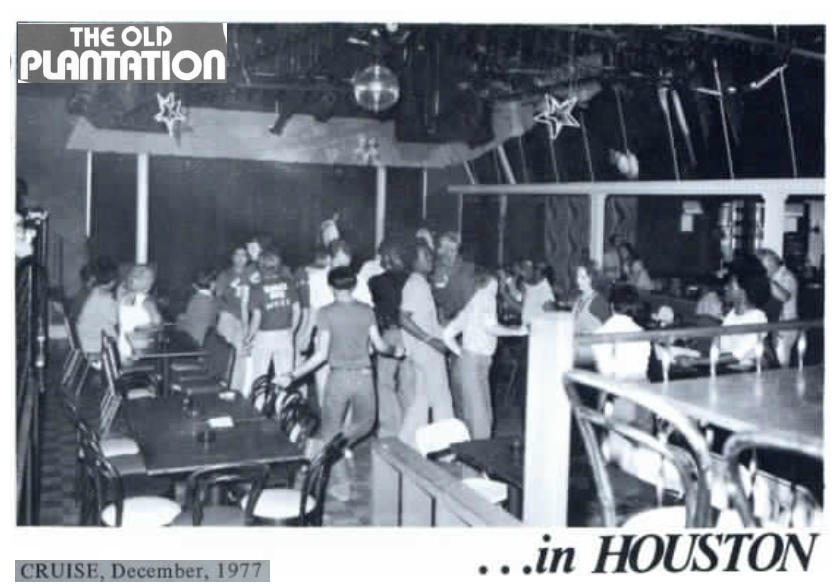 THE OLD
PLANTATION
...in HOUSTON
CRUISE, December, 1977